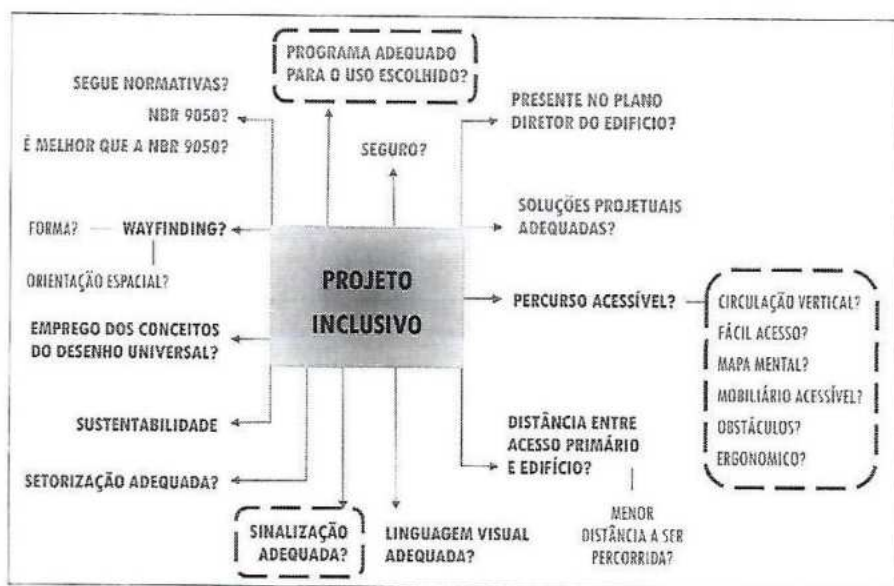 PROGRAMA ADEQUADO
PARA O USO ESCOLHIDO?
SEGUE NORMATIVAS?
NBR 9050?
É MELHOR QUE A NBR 9050?
SEGURO?
PRESENTE NO PLANO
DIRETOR DO EDIFICIO?
SOLUÇÕES PROJETUAIS
ADEQUADAS?
FORMA?
WAYFINDING?
ORIENTAÇÃO ESPACIAL?
PROJETO
INCLUSIVO
PERCURSO ACESSÍVEL?
CIRCULAÇÃO VERTICAL?
FÁCIL ACESSO?
MAPA MENTAL?
MOBILIÁRIO ACESSÍVEL?
OBSTÁCULOS?
ERGONOMICO?
EMPREGO DOS CONCEITOS
DO DESENHO UNIVERSAL?
SUSTENTABILIDADE
SETORIZAÇÃO ADEQUADA?
SINALIZAÇÃO
ADEQUADA?
LINGUAGEM VISUAL
ADEQUADA?
DISTÂNCIA ENTRE
ACESSO PRIMÁRIO
E EDIFÍCIO?
MENOR
DISTÂNCIA A SER
PERCORRIDA?